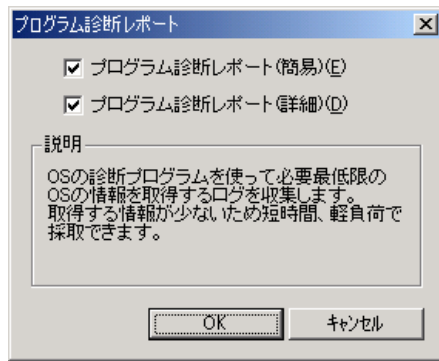 プログラム診断レポート
プログラム診断レポート(簡易)(E)
プログラム診断レポート(詳細)(D)
説明
OSの診断プログラムを使って必要最低限の
OSの情報を取得するログを収集します。
取得する情報が少ないため短時間、軽負荷で
採取できます。
OK
キャンセル